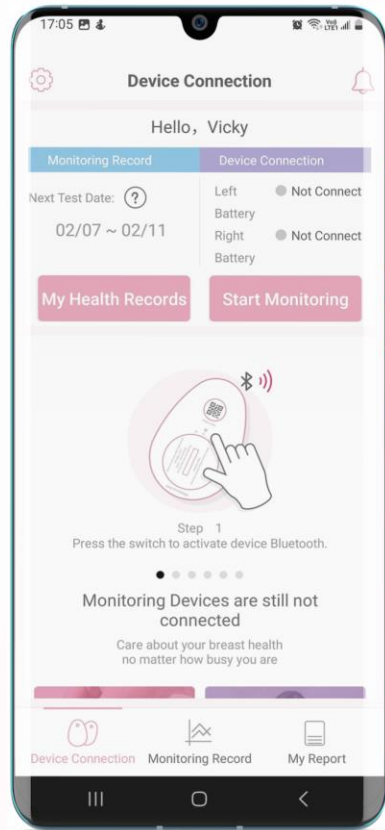 17:05
Device Connection
Hello，Vicky
Monitoring Record
Device Connection
Next Test Date: ?
02/07 ~ 02/11
Left Not Connect
Battery
Right Not Connect
Battery
My Health Records
Start Monitoring
Step 1
Press the switch to activate device Bluetooth.
Monitoring Devices are still not
connected
Care about your breast health
no matter how busy you are
Device Connection Monitoring Record My Report